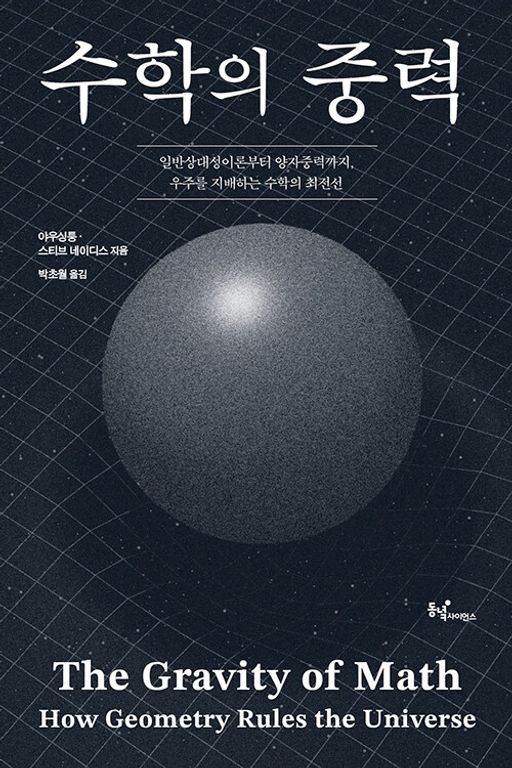 수학의 중력
일반상대성이론부터 양자중력까지,
우주를 지배하는 수학의 최전선
야우싱퉁·
스티브 네이디스 지음
박초월 옮김
동녘사이언스
The Gravity of Math
How Geometry Rules the Universe